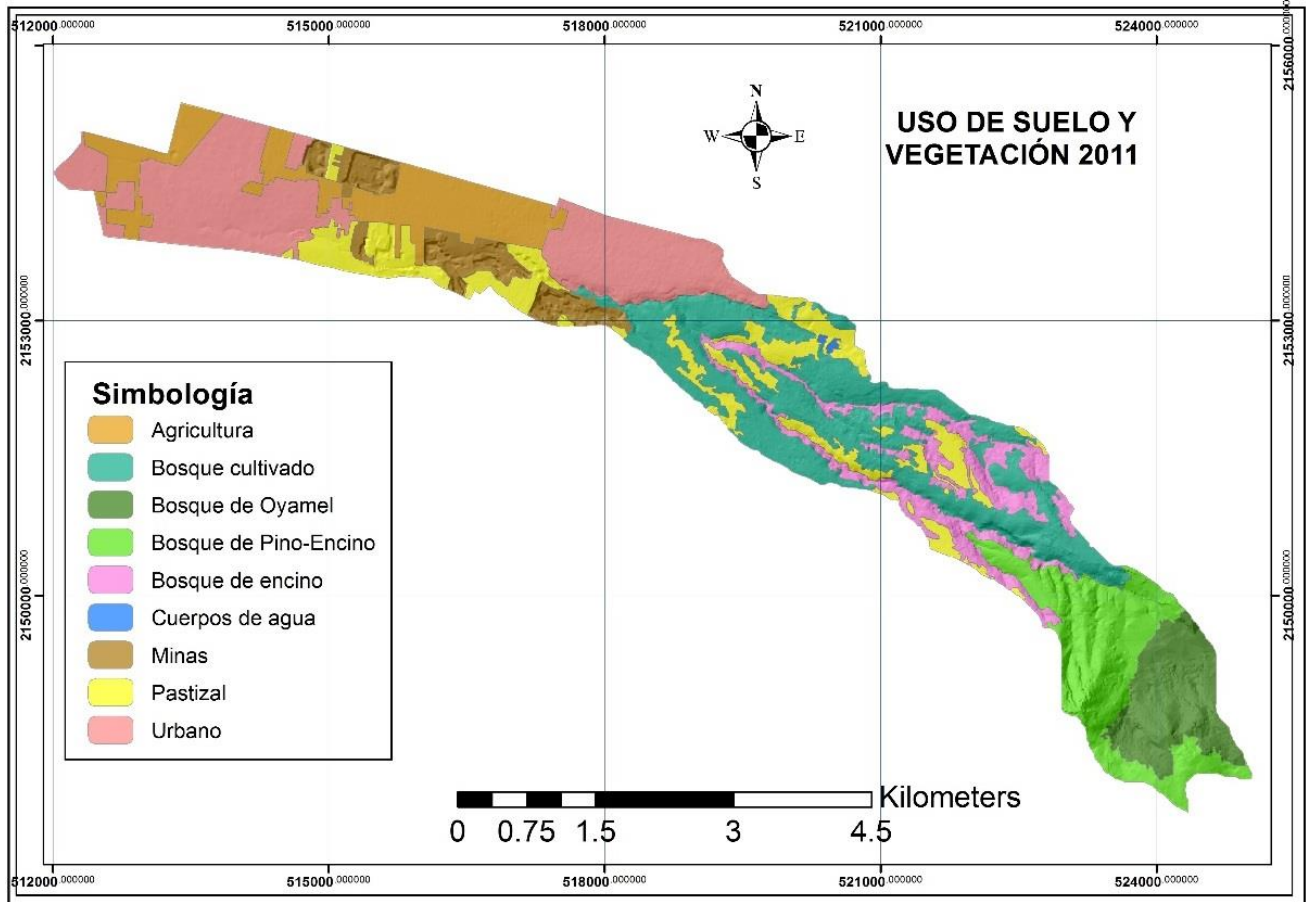 512000.000000 515000.000000 518000.000000 521000.000000 524000.000000
2156000.000000
N
W E
S
USO DE SUELO Y
VEGETACIÓN 2011
2153000.000000 2153000.000000
Simbología
Agricultura
Bosque cultivado
Bosque de Oyamel
Bosque de Pino-Encino
Bosque de encino
Cuerpos de agua
Minas
Pastizal
Urbano
2150000.000000 2150000.000000
Kilometers
0 0.75 1.5 3 4.5
512000.000000 515000.000000 518000.000000 521000.000000 524000.000000